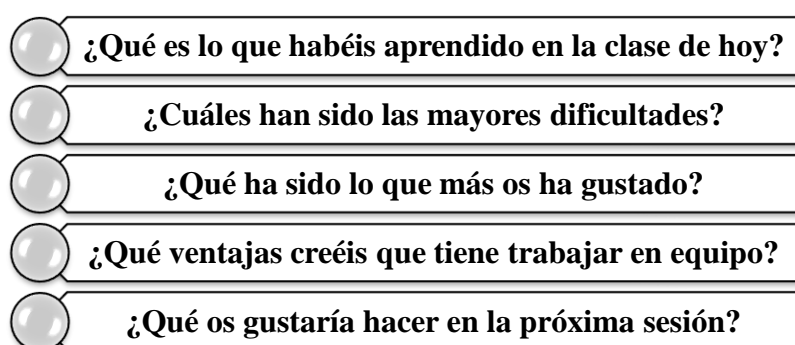 ¿Qué es lo que habéis aprendido en la clase de hoy?
¿Cuáles han sido las mayores dificultades?
¿Qué ha sido lo que más os ha gustado?
¿Qué ventajas creéis que tiene trabajar en equipo?
¿Qué os gustaría hacer en la próxima sesión?